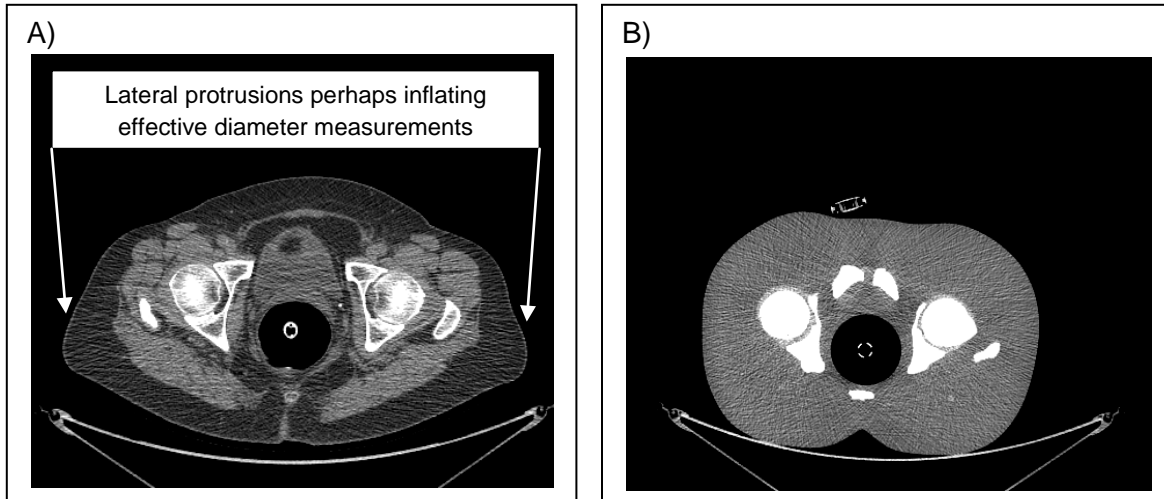 A)
Lateral protrusions perhaps inflating
effective diameter measurements
B)